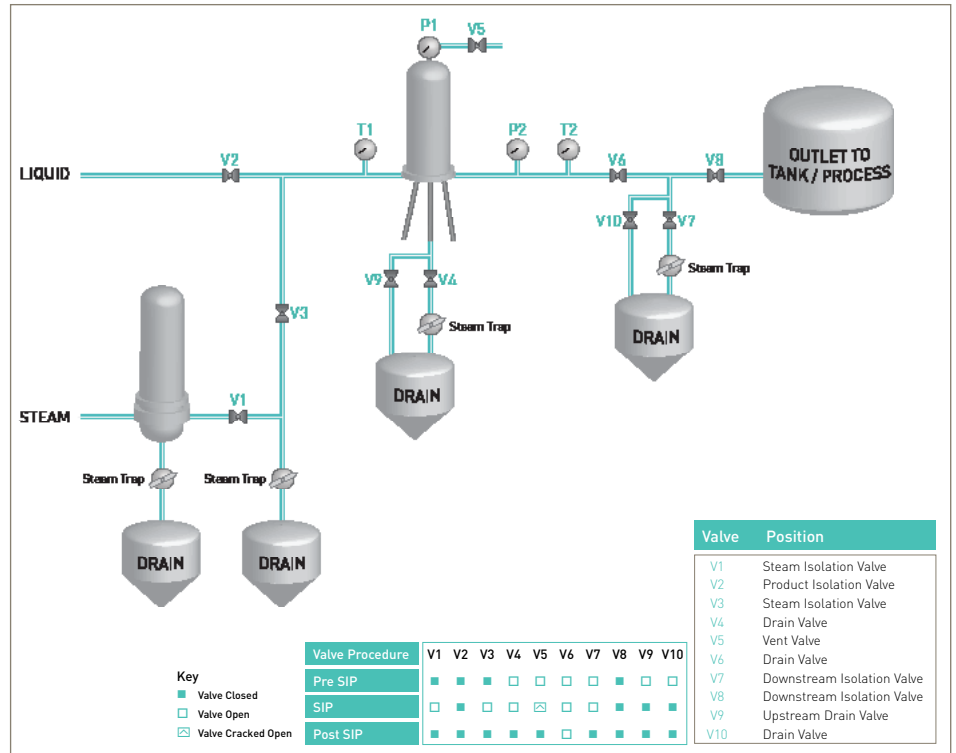 P1
V5
T1
P2
T2
V2
V6
V8
LIQUID
OUTLET TO
TANK / PROCESS
V10
V7
Steam Trap
V9
V4
V3
Steam Trap
DRAIN
DRAIN
V1
STEAM
Steam Trap
Steam Trap
DRAIN
DRAIN
Valve Position
V1 Steam Isolation Valve
V2 Product Isolation Valve
V3 Steam Isolation Valve
V4 Drain Valve
V5 Vent Valve
V6 Drain Valve
V7 Downstream Isolation Valve
V8 Downstream Isolation Valve
V9 Upstream Drain Valve
V10 Drain Valve
Key
Valve Closed
Valve Open
Valve Cracked Open
Valve Procedure V1 V2 V3 V4 V5 V6 V7 V8 V9 V10
Pre SIP
SIP
Post SIP